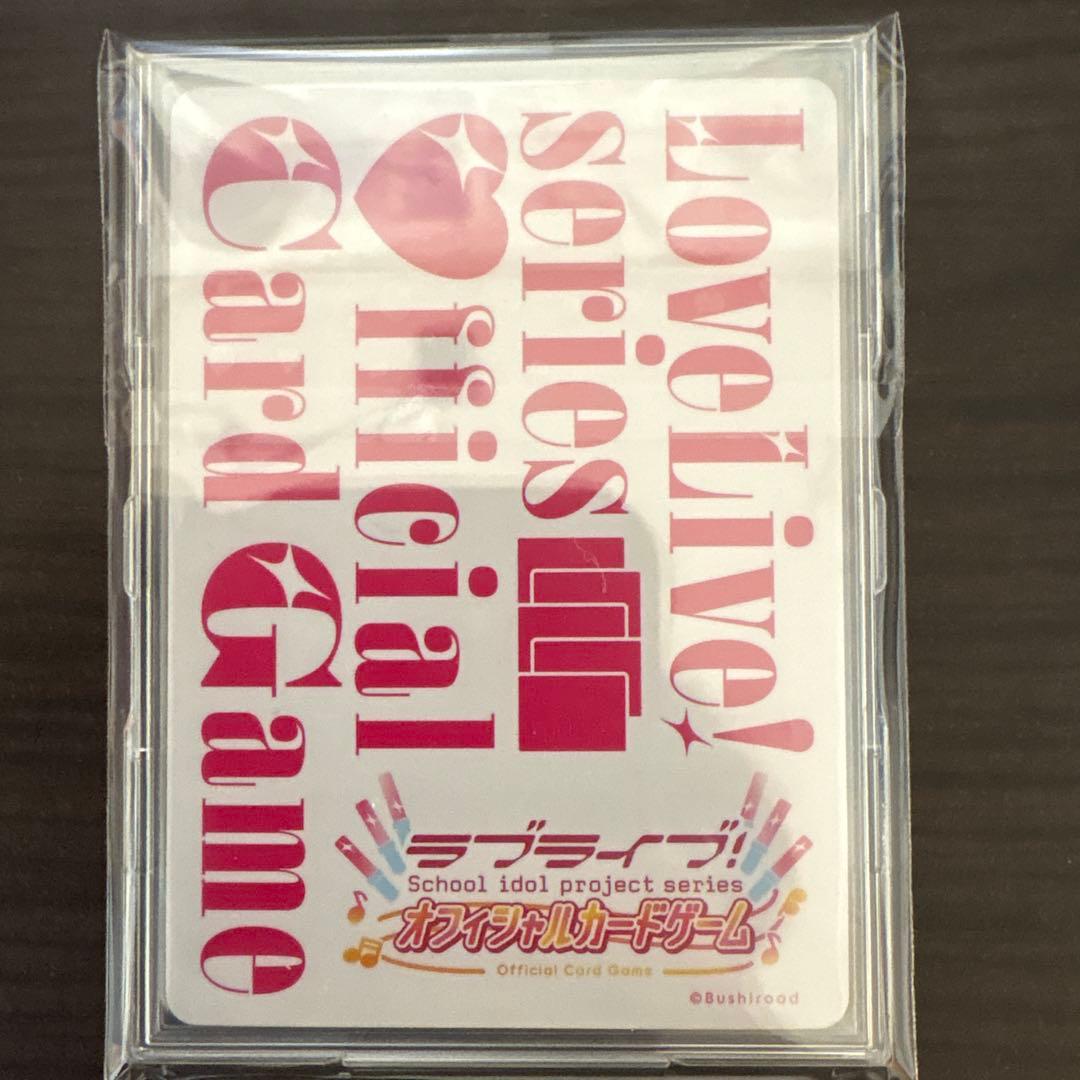 LoveLive!
series
♥fficial
Card Game
ラブライブ!
School idol project series
オフィシャルカードゲーム
Official Card Game
©Bushiroad